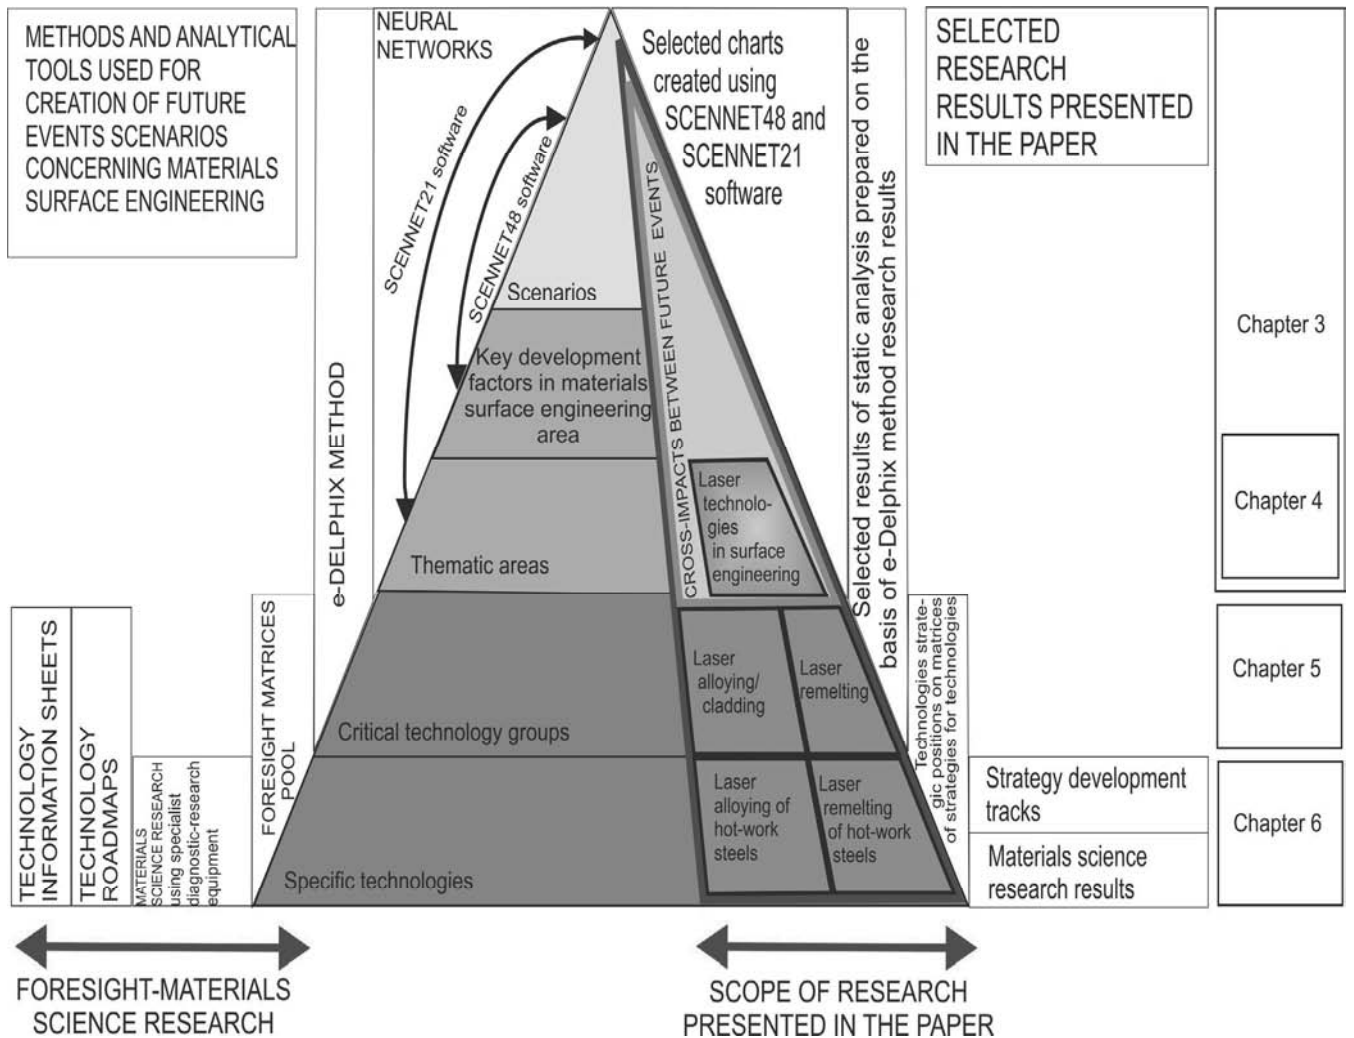 METHODS AND ANALYTICAL
TOOLS USED FOR
CREATION OF FUTURE
EVENTS SCENARIOS
CONCERNING MATERIALS
SURFACE ENGINEERING
NEURAL
NETWORKS
SCENNET21 software
SCENNET48 software
e-DELPHIX METHOD
Scenarios
Key development
factors in materials
surface engineering
area
Thematic areas
Critical technology groups
Specific technologies
CROSS-IMPACTS BETWEEN FUTURE EVENTS
Selected charts
created using
SCENNET48 and
SCENNET21
software
Laser
technolo-
gies
in surface
engineering
Laser
alloying/
cladding
Laser
remelting
Laser
alloying of
hot-work
steels
Laser
remelting
of hot-work
steels
Selected results of static analysis prepared on the
basis of e-Delphix method research results
SELECTED
RESEARCH
RESULTS PRESENTED
IN THE PAPER
Chapter 3
Chapter 4
Chapter 5
Chapter 6
TECHNOLOGY
INFORMATION SHEETS
TECHNOLOGY
ROADMAPS
MATERIALS
SCIENCE RESEARCH
using specialist
diagnostic-research
equipment
FORESIGHT MATRICES
POOL
Technologies strate-
gic positions on matrices
of strategies for technologies
Strategy development
tracks
Materials science
research results
FORESIGHT-MATERIALS
SCIENCE RESEARCH
SCOPE OF RESEARCH
PRESENTED IN THE PAPER